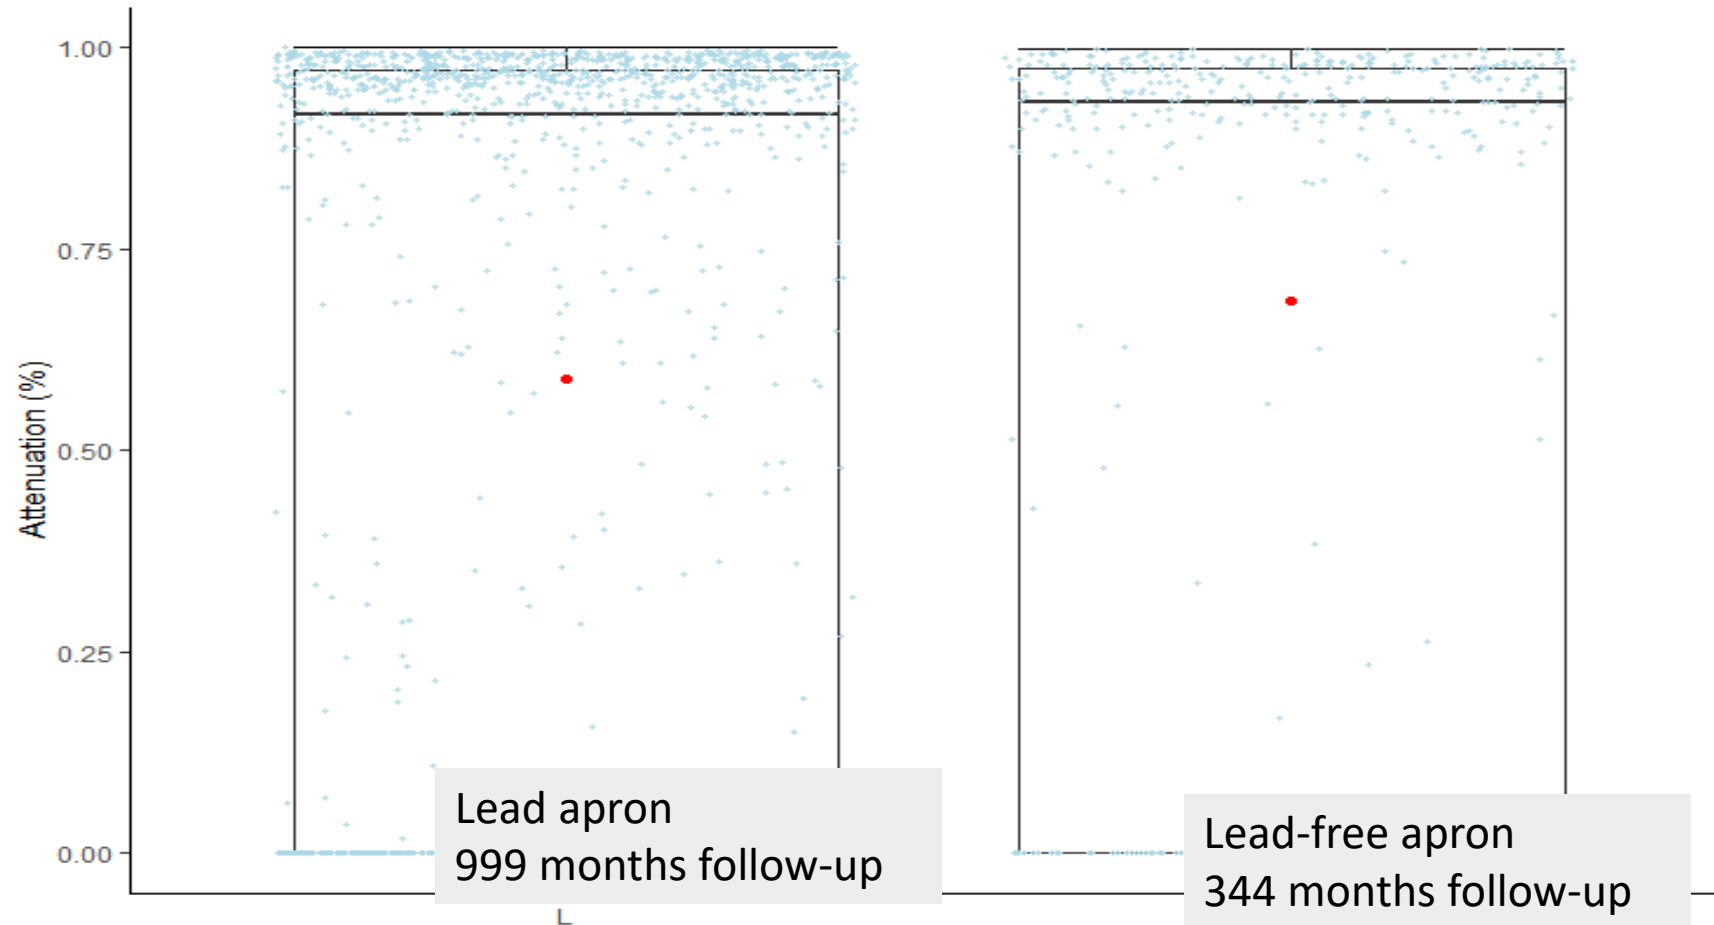 1.00
0.75
0.50
0.25
0.00
Attenuation (%)
Lead apron
999 months follow-up
Lead-free apron
344 months follow-up
L